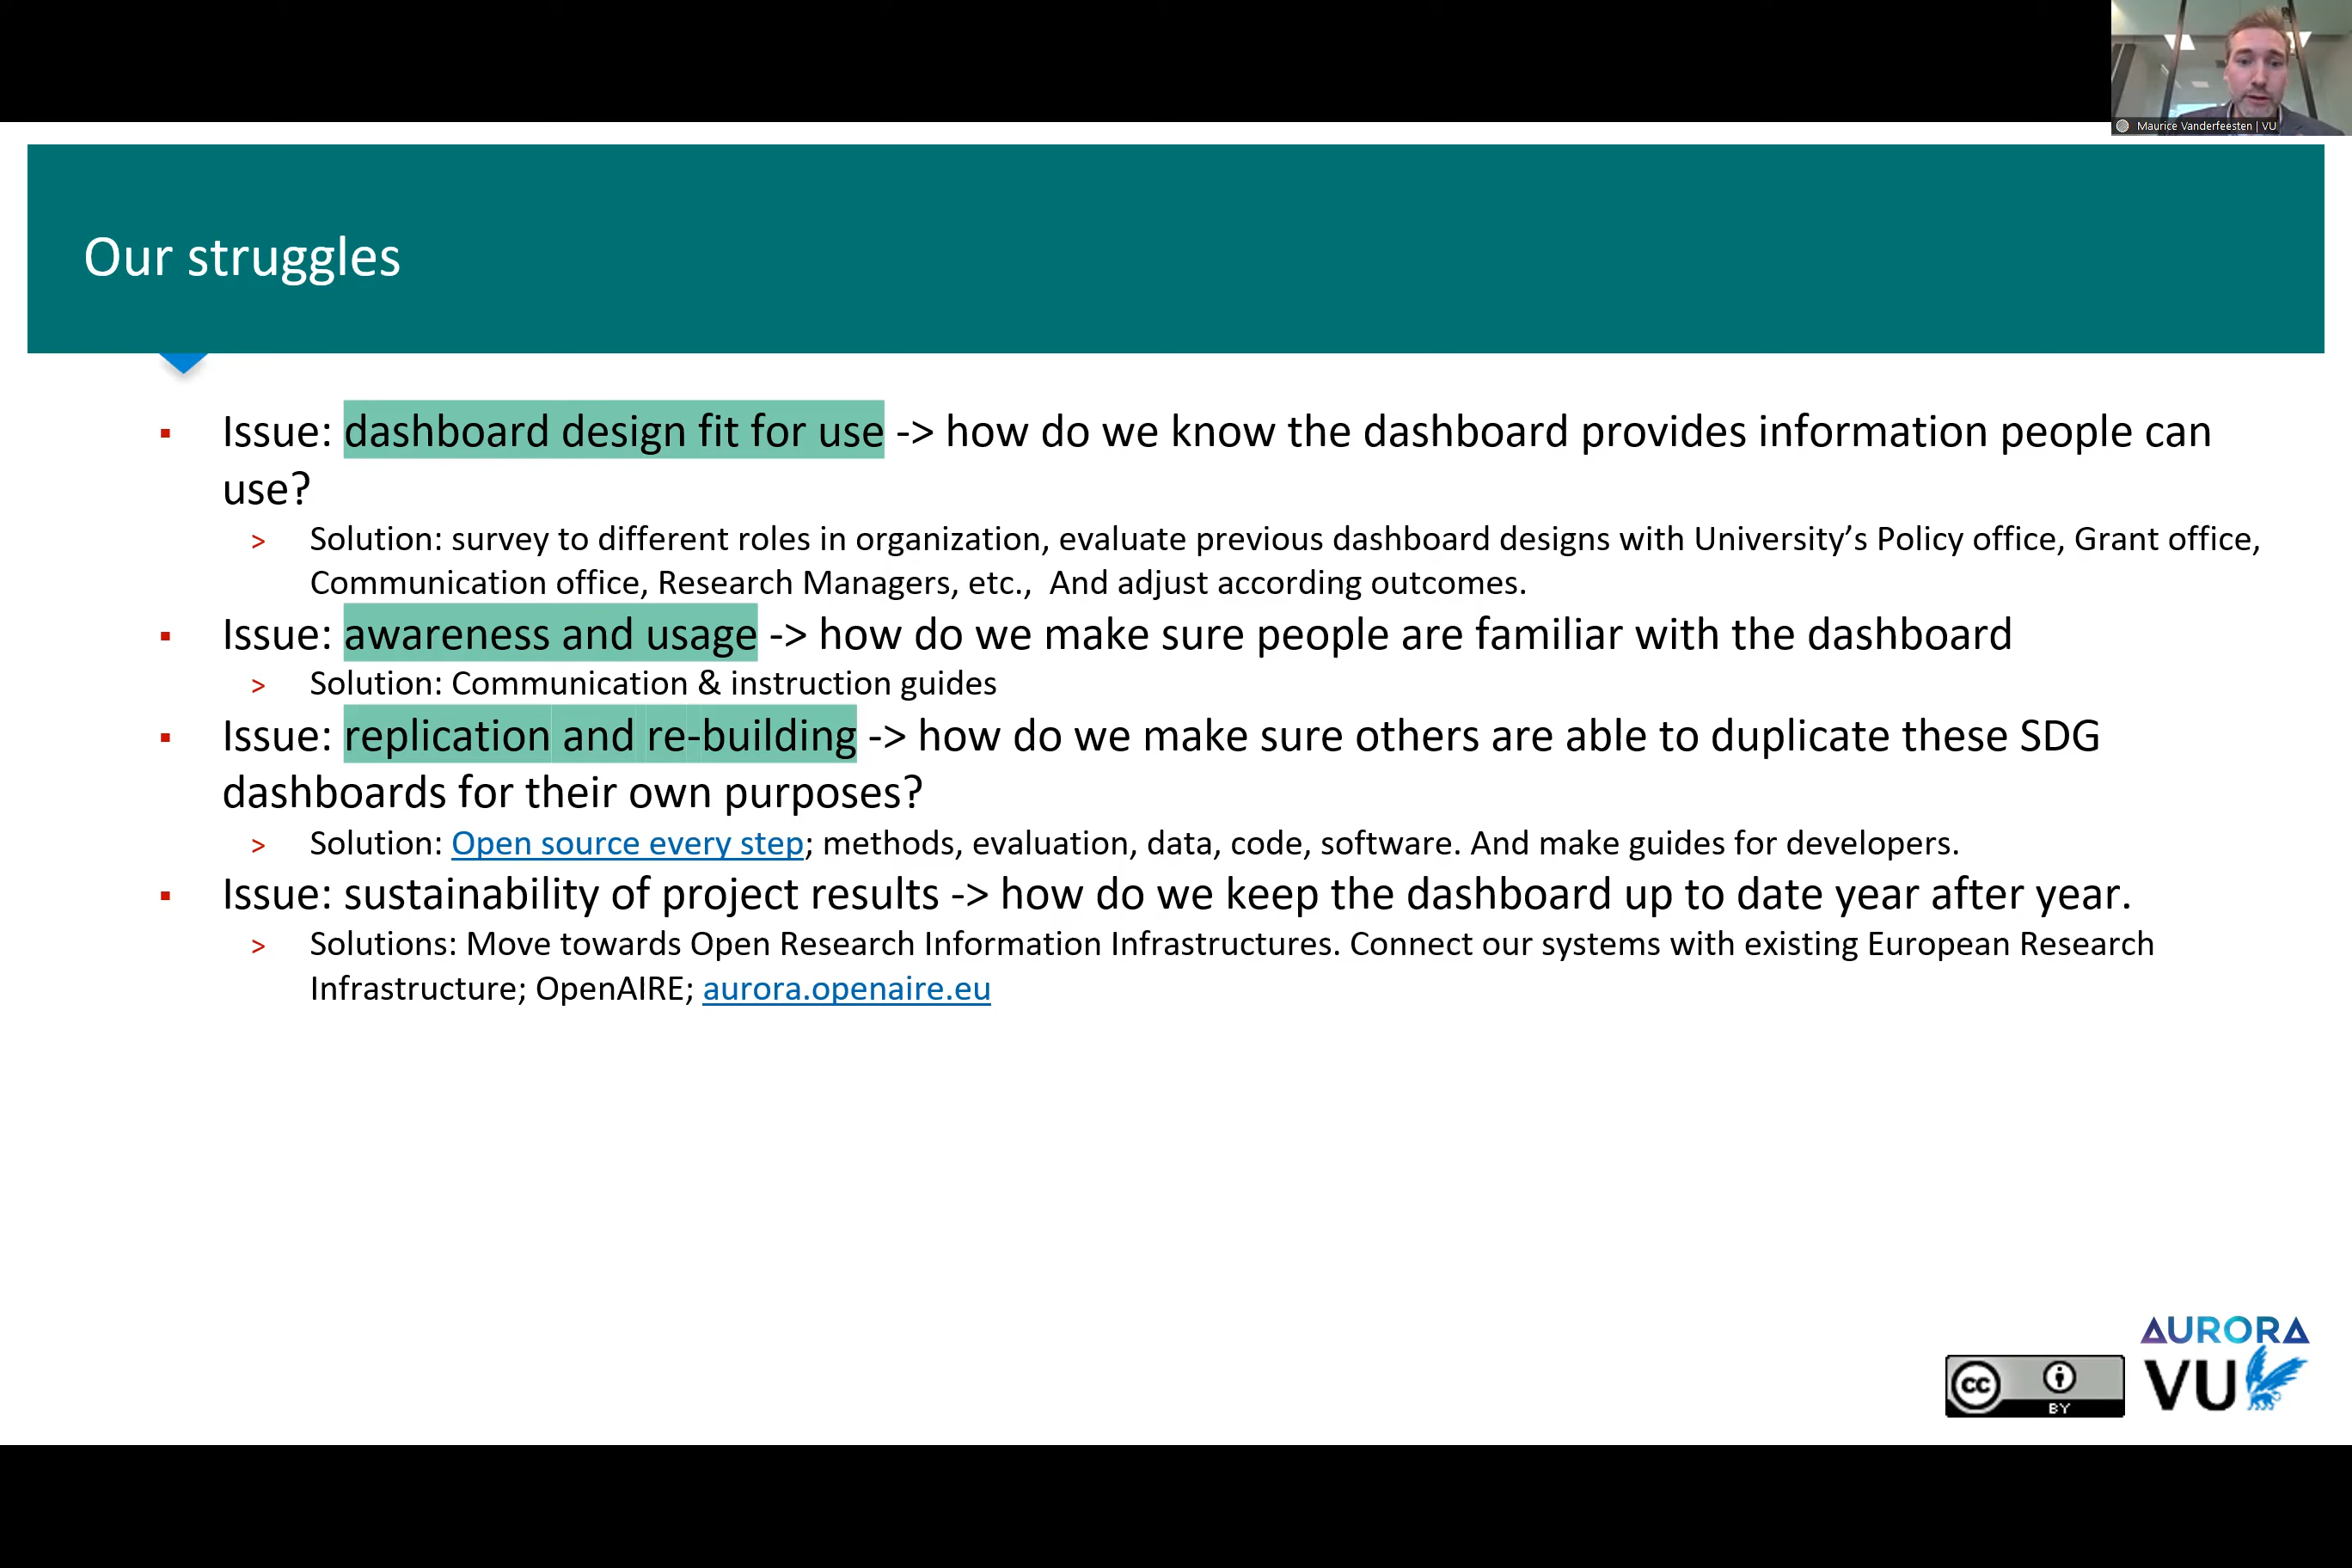 Maurice Vanderfeesten | VU
Our struggles
▪ Issue: dashboard design fit for use -> how do we know the dashboard provides information people can
use?
> Solution: survey to different roles in organization, evaluate previous dashboard designs with University’s Policy office, Grant office,
Communication office, Research Managers, etc., And adjust according outcomes.
▪ Issue: awareness and usage -> how do we make sure people are familiar with the dashboard
> Solution: Communication & instruction guides
▪ Issue: replication and re-building -> how do we make sure others are able to duplicate these SDG
dashboards for their own purposes?
> Solution: Open source every step; methods, evaluation, data, code, software. And make guides for developers.
▪ Issue: sustainability of project results -> how do we keep the dashboard up to date year after year.
> Solutions: Move towards Open Research Information Infrastructures. Connect our systems with existing European Research
Infrastructure; OpenAIRE; aurora.openaire.eu
AURORA
cc BY
VU